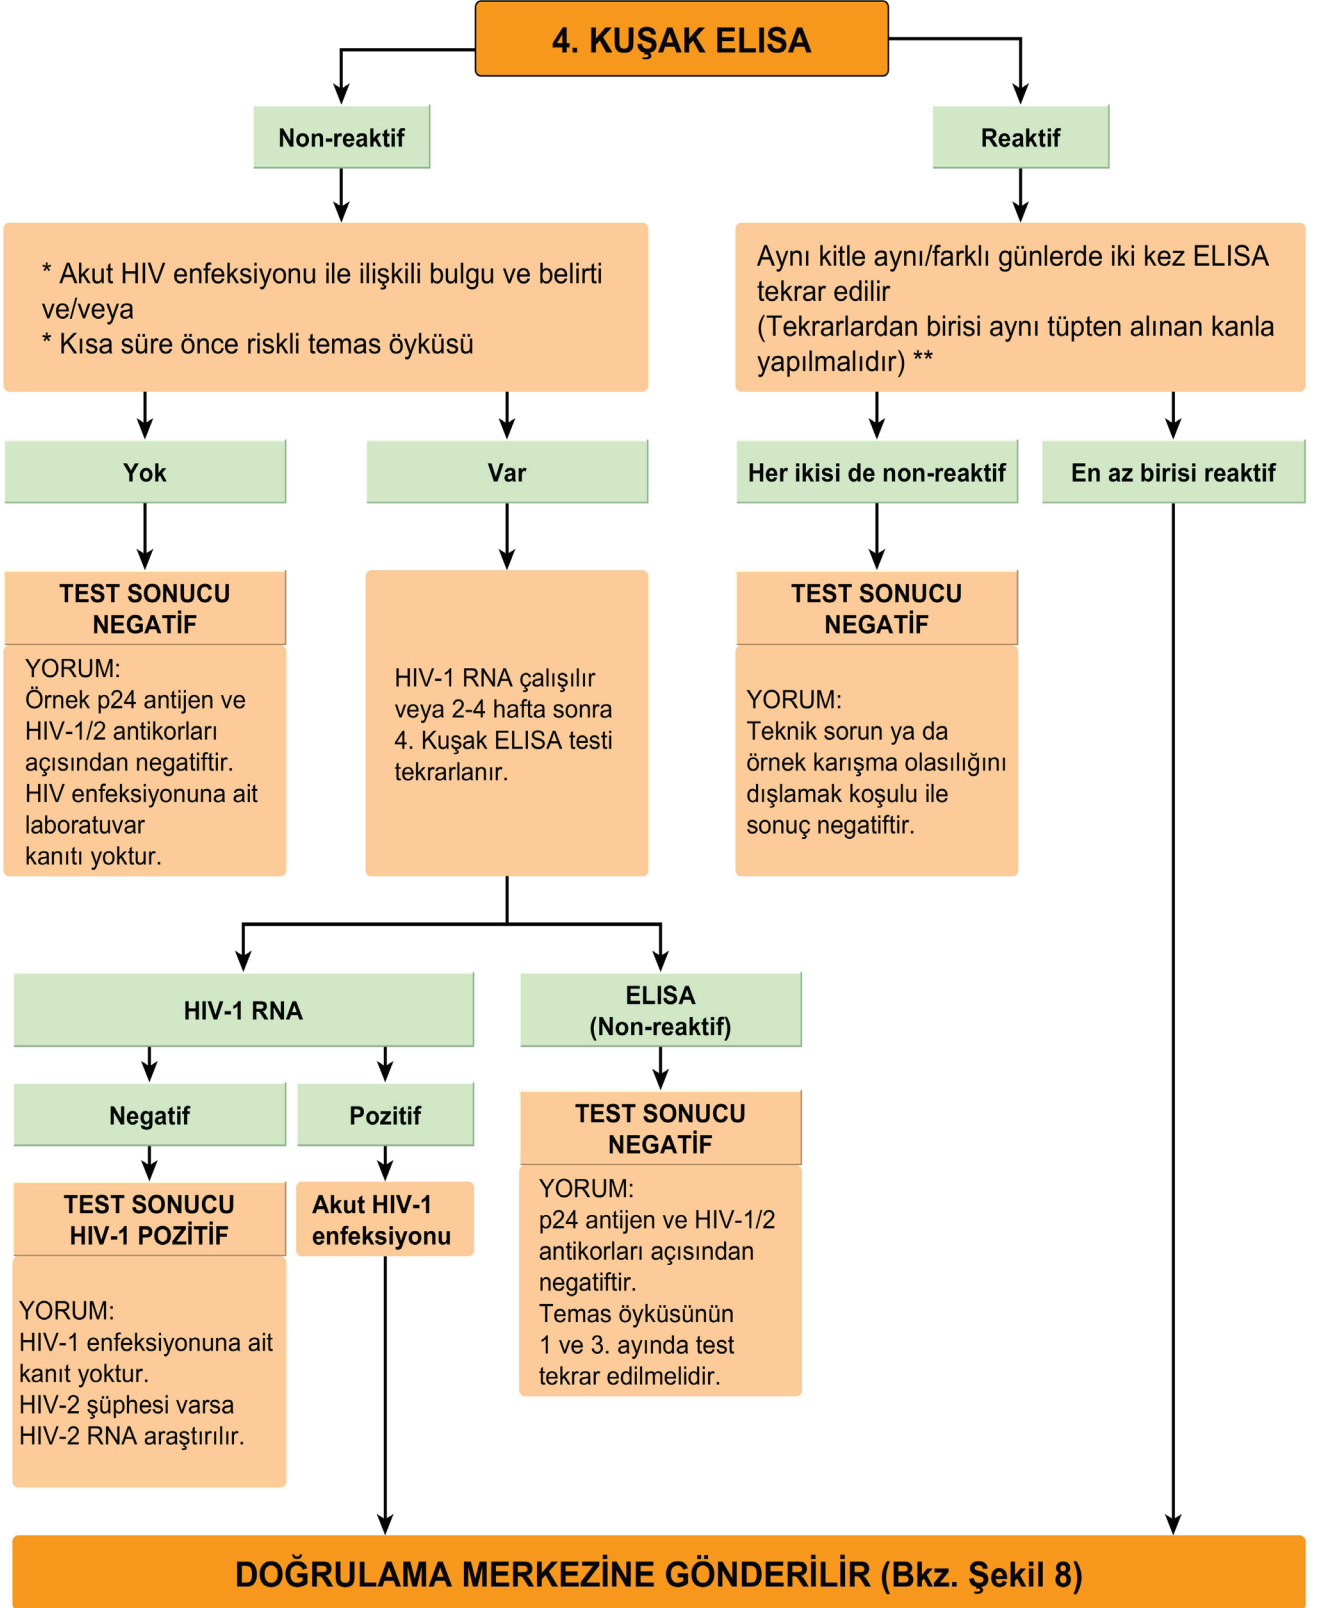 4. KUŞAK ELISA
Non-reaktif
Reaktif
* Akut HIV enfeksiyonu ile ilişkili bulgu ve belirti
ve/veya
* Kısa süre önce riskli temas öyküsü
Aynı kitle aynı/farklı günlerde iki kez ELISA
tekrar edilir
(Tekrarlardan birisi aynı tüpten alınan kanla
yapılmalıdır) **
Yok
Var
Her ikisi de non-reaktif
En az birisi reaktif
TEST SONUCU
NEGATİF
YORUM:
Örnek p24 antijen ve
HIV-1/2 antikorları
açısından negatiftir.
HIV enfeksiyonuna ait
laboratuvar
kanıtı yoktur.
HIV-1 RNA çalışılır
veya 2-4 hafta sonra
4. Kuşak ELISA testi
tekrarlanır.
TEST SONUCU
NEGATİF
YORUM:
Teknik sorun ya da
örnek karışma olasılığını
dışlamak koşulu ile
sonuç negatiftir.
HIV-1 RNA
ELISA
(Non-reaktif)
Negatif
Pozitif
TEST SONUCU
HIV-1 POZİTİF
YORUM:
HIV-1 enfeksiyonuna ait
kanıt yoktur.
HIV-2 şüphesi varsa
HIV-2 RNA araştırılır.
Akut HIV-1
enfeksiyonu
TEST SONUCU
NEGATİF
YORUM:
p24 antijen ve HIV-1/2
antikorları açısından
negatiftir.
Temas öyküsünün
1 ve 3. ayında test
tekrar edilmelidir.
DOĞRULAMA MERKEZİNE GÖNDERİLİR (Bkz. Şekil 8)